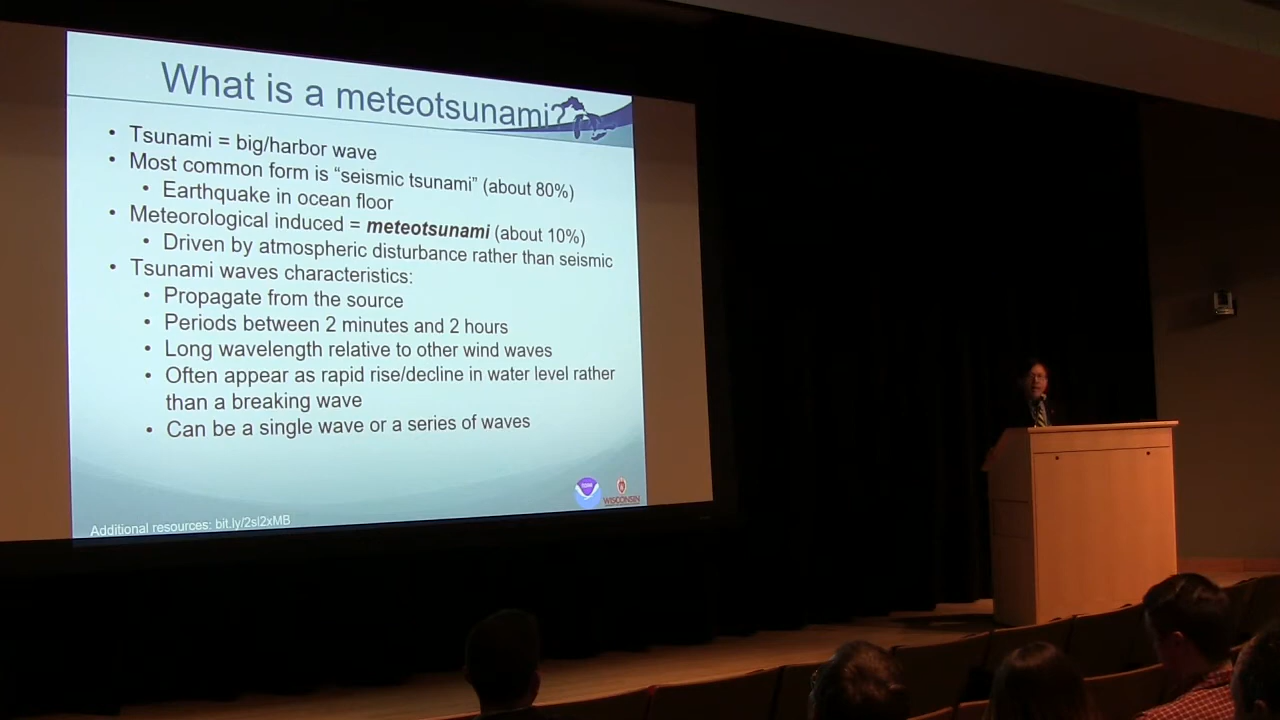 What is a meteotsunami?
• Tsunami = big/harbor wave
• Most common form is “seismic tsunami” (about 80%)
• Earthquake in ocean floor
• Meteorological induced = meteotsunami (about 10%)
• Driven by atmospheric disturbance rather than seismic
• Tsunami waves characteristics:
• Propagate from the source
• Periods between 2 minutes and 2 hours
• Long wavelength relative to other wind waves
• Often appear as rapid rise/decline in water level rather
than a breaking wave
• Can be a single wave or a series of waves
WISCONSIN
Additional resources: bit.ly/2sl2xMB